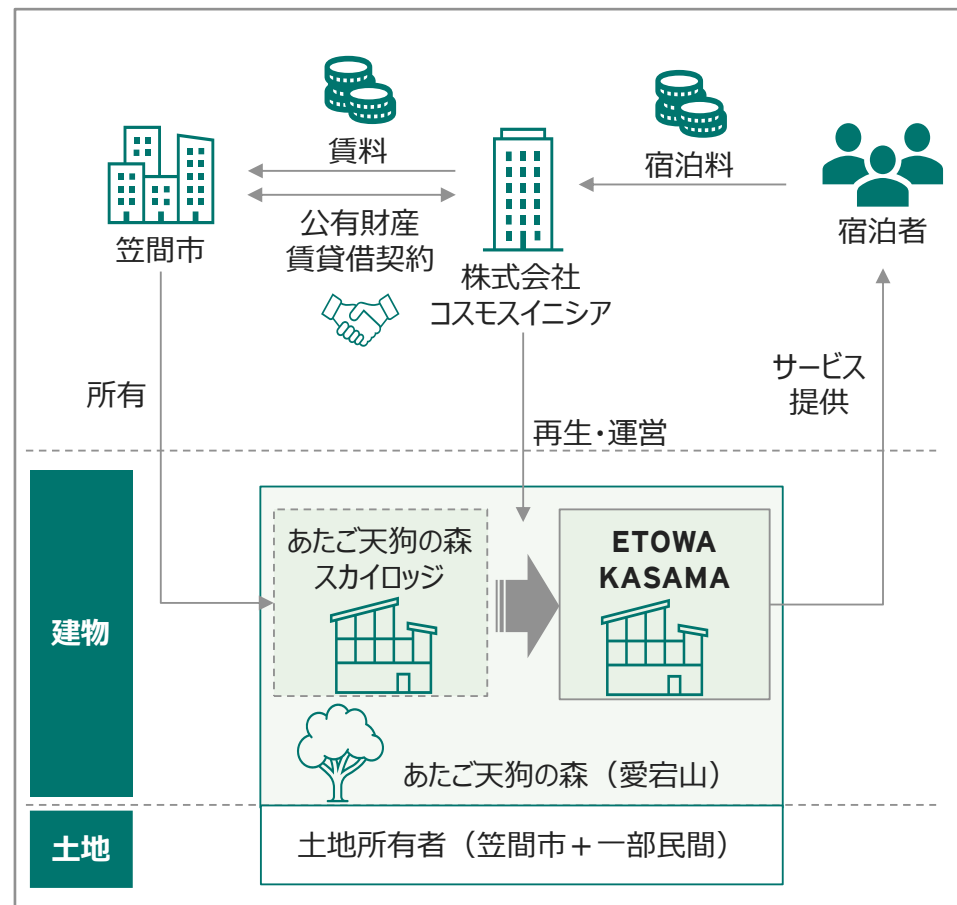 賃料
宿泊料
笠間市
公有財産
賃貸借契約
株式会社
コスモスイニシア
宿泊者
所有
再生・運営
サービス
提供
建物
あたご天狗の森
スカイロッジ
ETOWA
KASAMA
あたご天狗の森（愛宕山）
土地
土地所有者（笠間市＋一部民間）